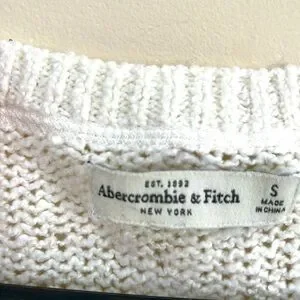 EST. 1892
Abercrombie & Fitch
NEW YORK
S
MADE
IN CHINA